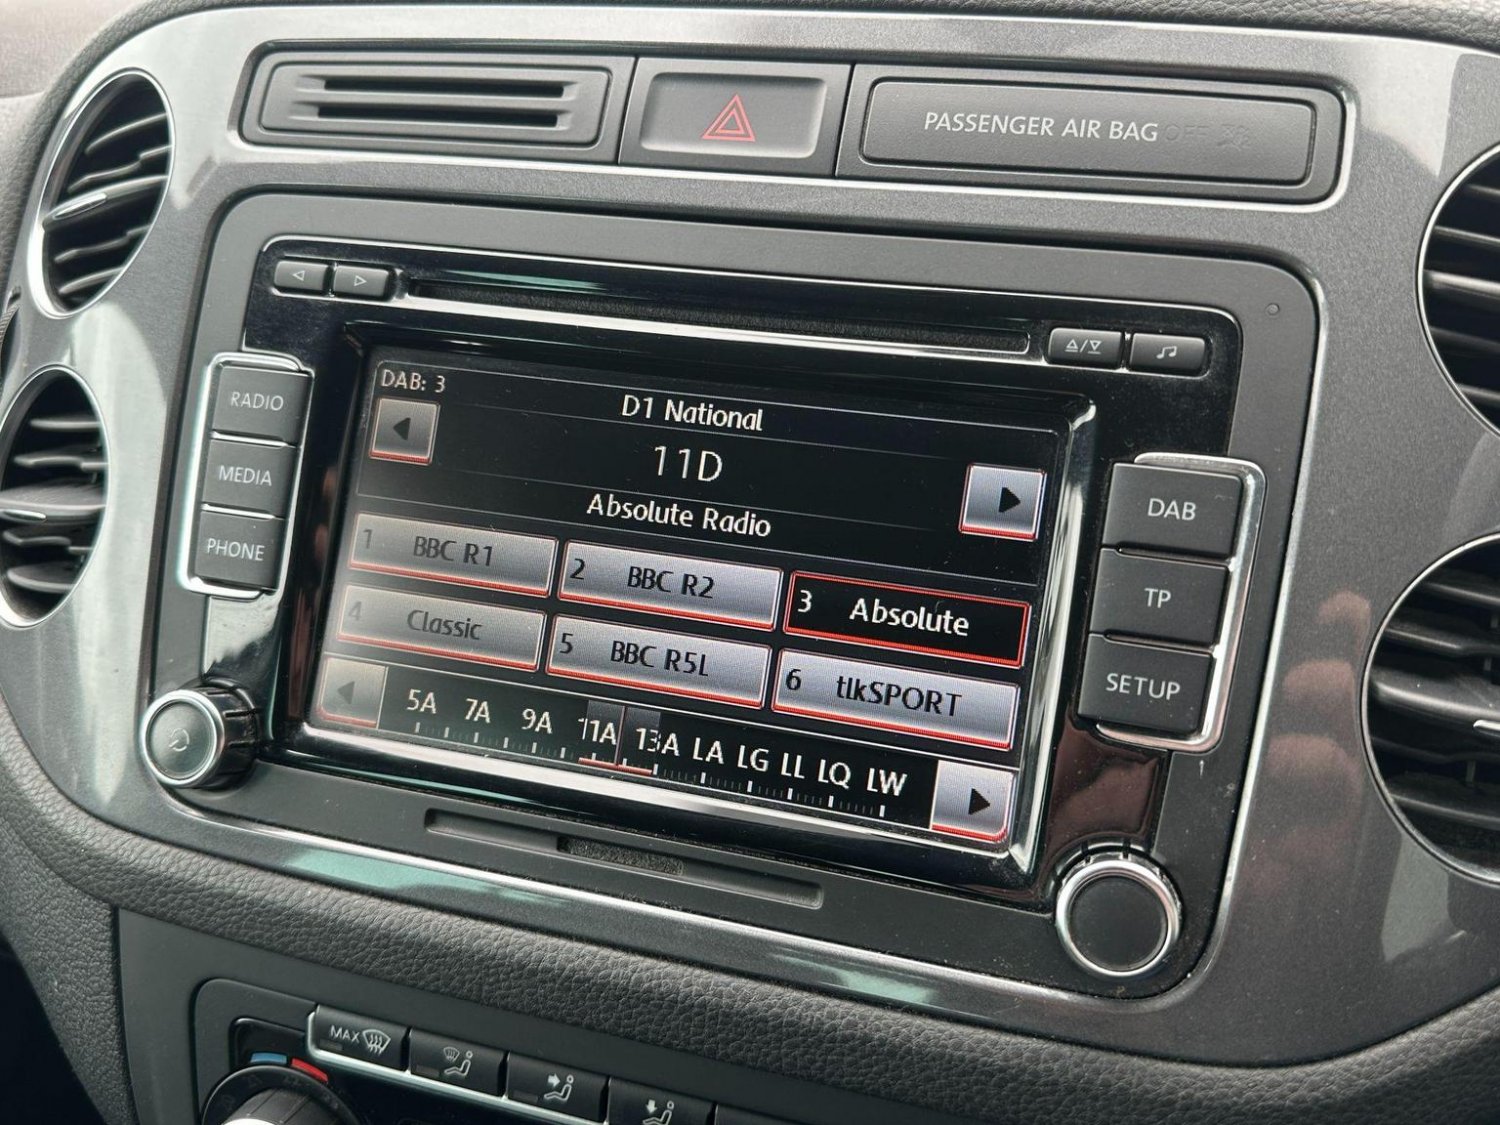 PASSENGER AIR BAG
RADIO
MEDIA
PHONE
DAB: 3
D1 National
11D
Absolute Radio
1 BBC R1
2 BBC R2
3 Absolute
4 Classic
5 BBC R5L
6 tlkSPORT
5A 7A 9A 11A 13A LA LG LL LQ LW
DAB
TP
SETUP
MAX